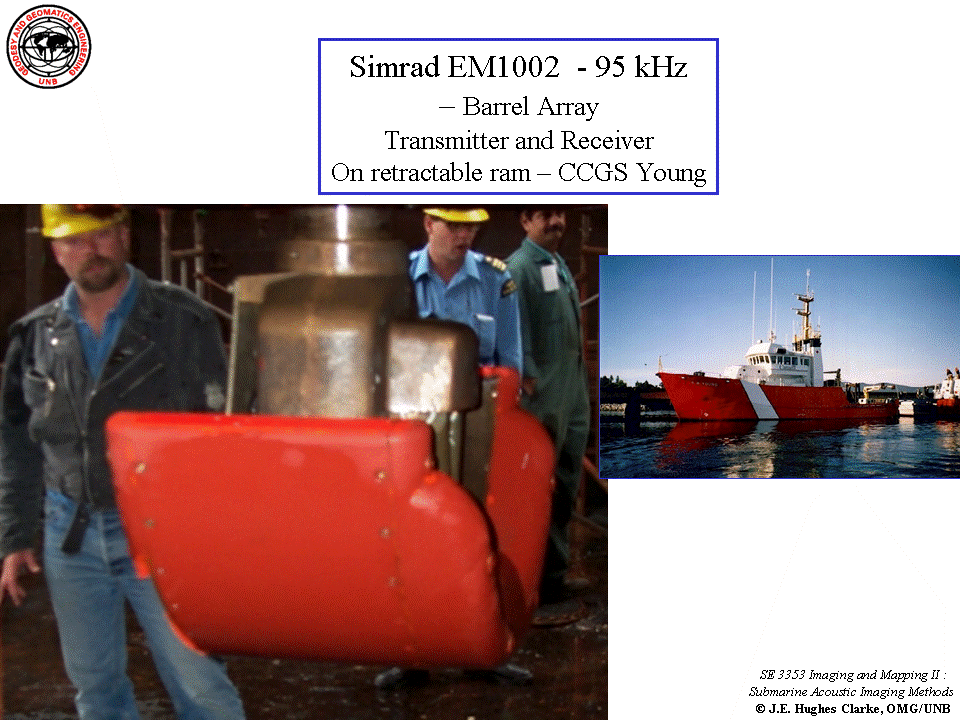 GEODESY AND GEOMATICS ENGINEERING
UNB
Simrad EM1002 - 95 kHz
– Barrel Array
Transmitter and Receiver
On retractable ram – CCGS Young
SE 3353 Imaging and Mapping II :
Submarine Acoustic Imaging Methods
© J.E. Hughes Clarke, OMG/UNB